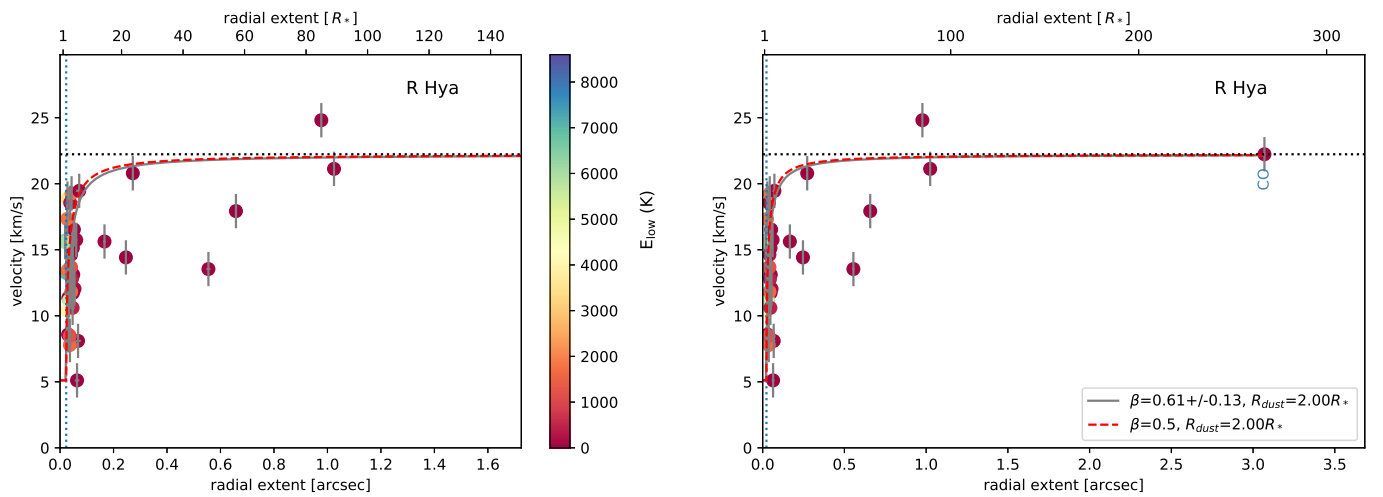 radial extent [R*]
1 20 40 60 80 100 120 140
R Hya
velocity [km/s]
25
20
15
10
5
0
0.0 0.2 0.4 0.6 0.8 1.0 1.2 1.4 1.6
radial extent [arcsec]
8000
7000
6000
5000
4000
3000
2000
1000
0
E_low (K)
radial extent [R*]
1 100 200 300
R Hya
velocity [km/s]
25
20
15
10
5
0
CO
β=0.61+/-0.13, R_dust=2.00R*
β=0.5, R_dust=2.00R*
0.0 0.5 1.0 1.5 2.0 2.5 3.0 3.5
radial extent [arcsec]